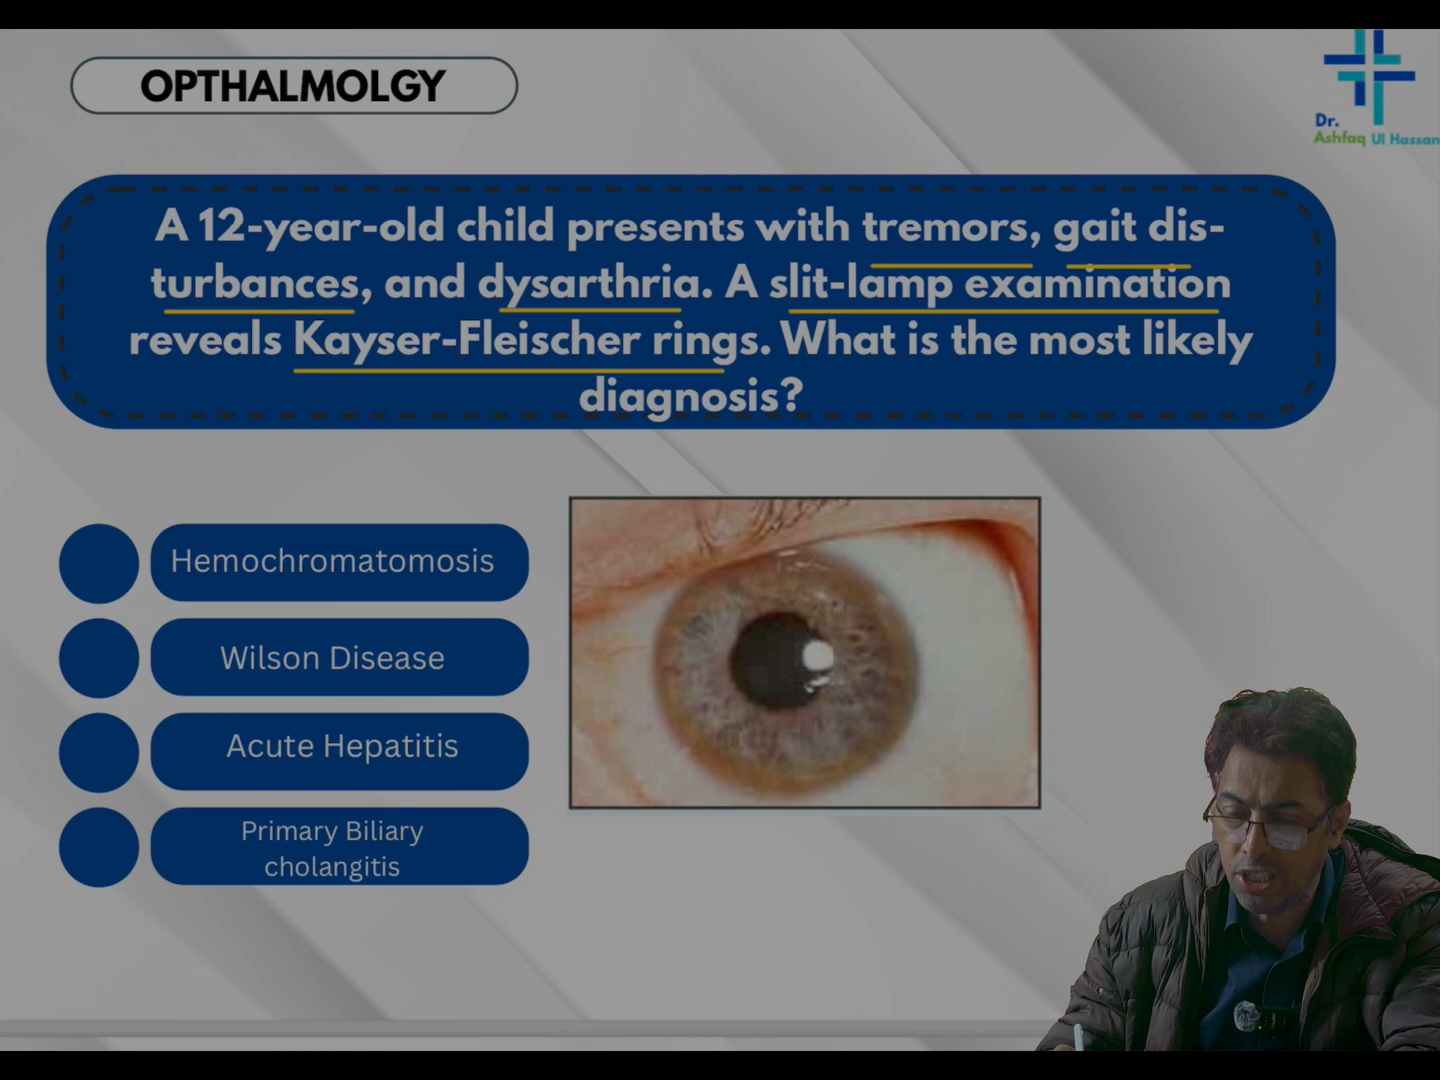 OPTHALMOLGY
Dr.
Ashfaq Ul Hassan
A 12-year-old child presents with tremors, gait dis-
turbances, and dysarthria. A slit-lamp examination
reveals Kayser-Fleischer rings. What is the most likely
diagnosis?
Hemochromatomosis
Wilson Disease
Acute Hepatitis
Primary Biliary
cholangitis